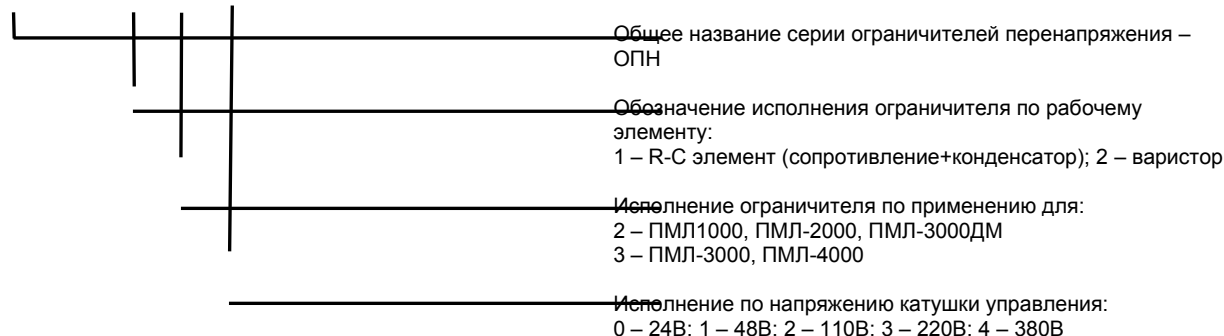 Общее название серии ограничителей перенапряжения –
ОПН
Обозначение исполнения ограничителя по рабочему
элементу:
1 – R-C элемент (сопротивление+конденсатор); 2 – варистор
Исполнение ограничителя по применению для:
2 – ПМЛ1000, ПМЛ-2000, ПМЛ-3000ДМ
3 – ПМЛ-3000, ПМЛ-4000
Исполнение по напряжению катушки управления:
0 – 24В; 1 – 48В; 2 – 110В; 3 – 220В; 4 – 380В